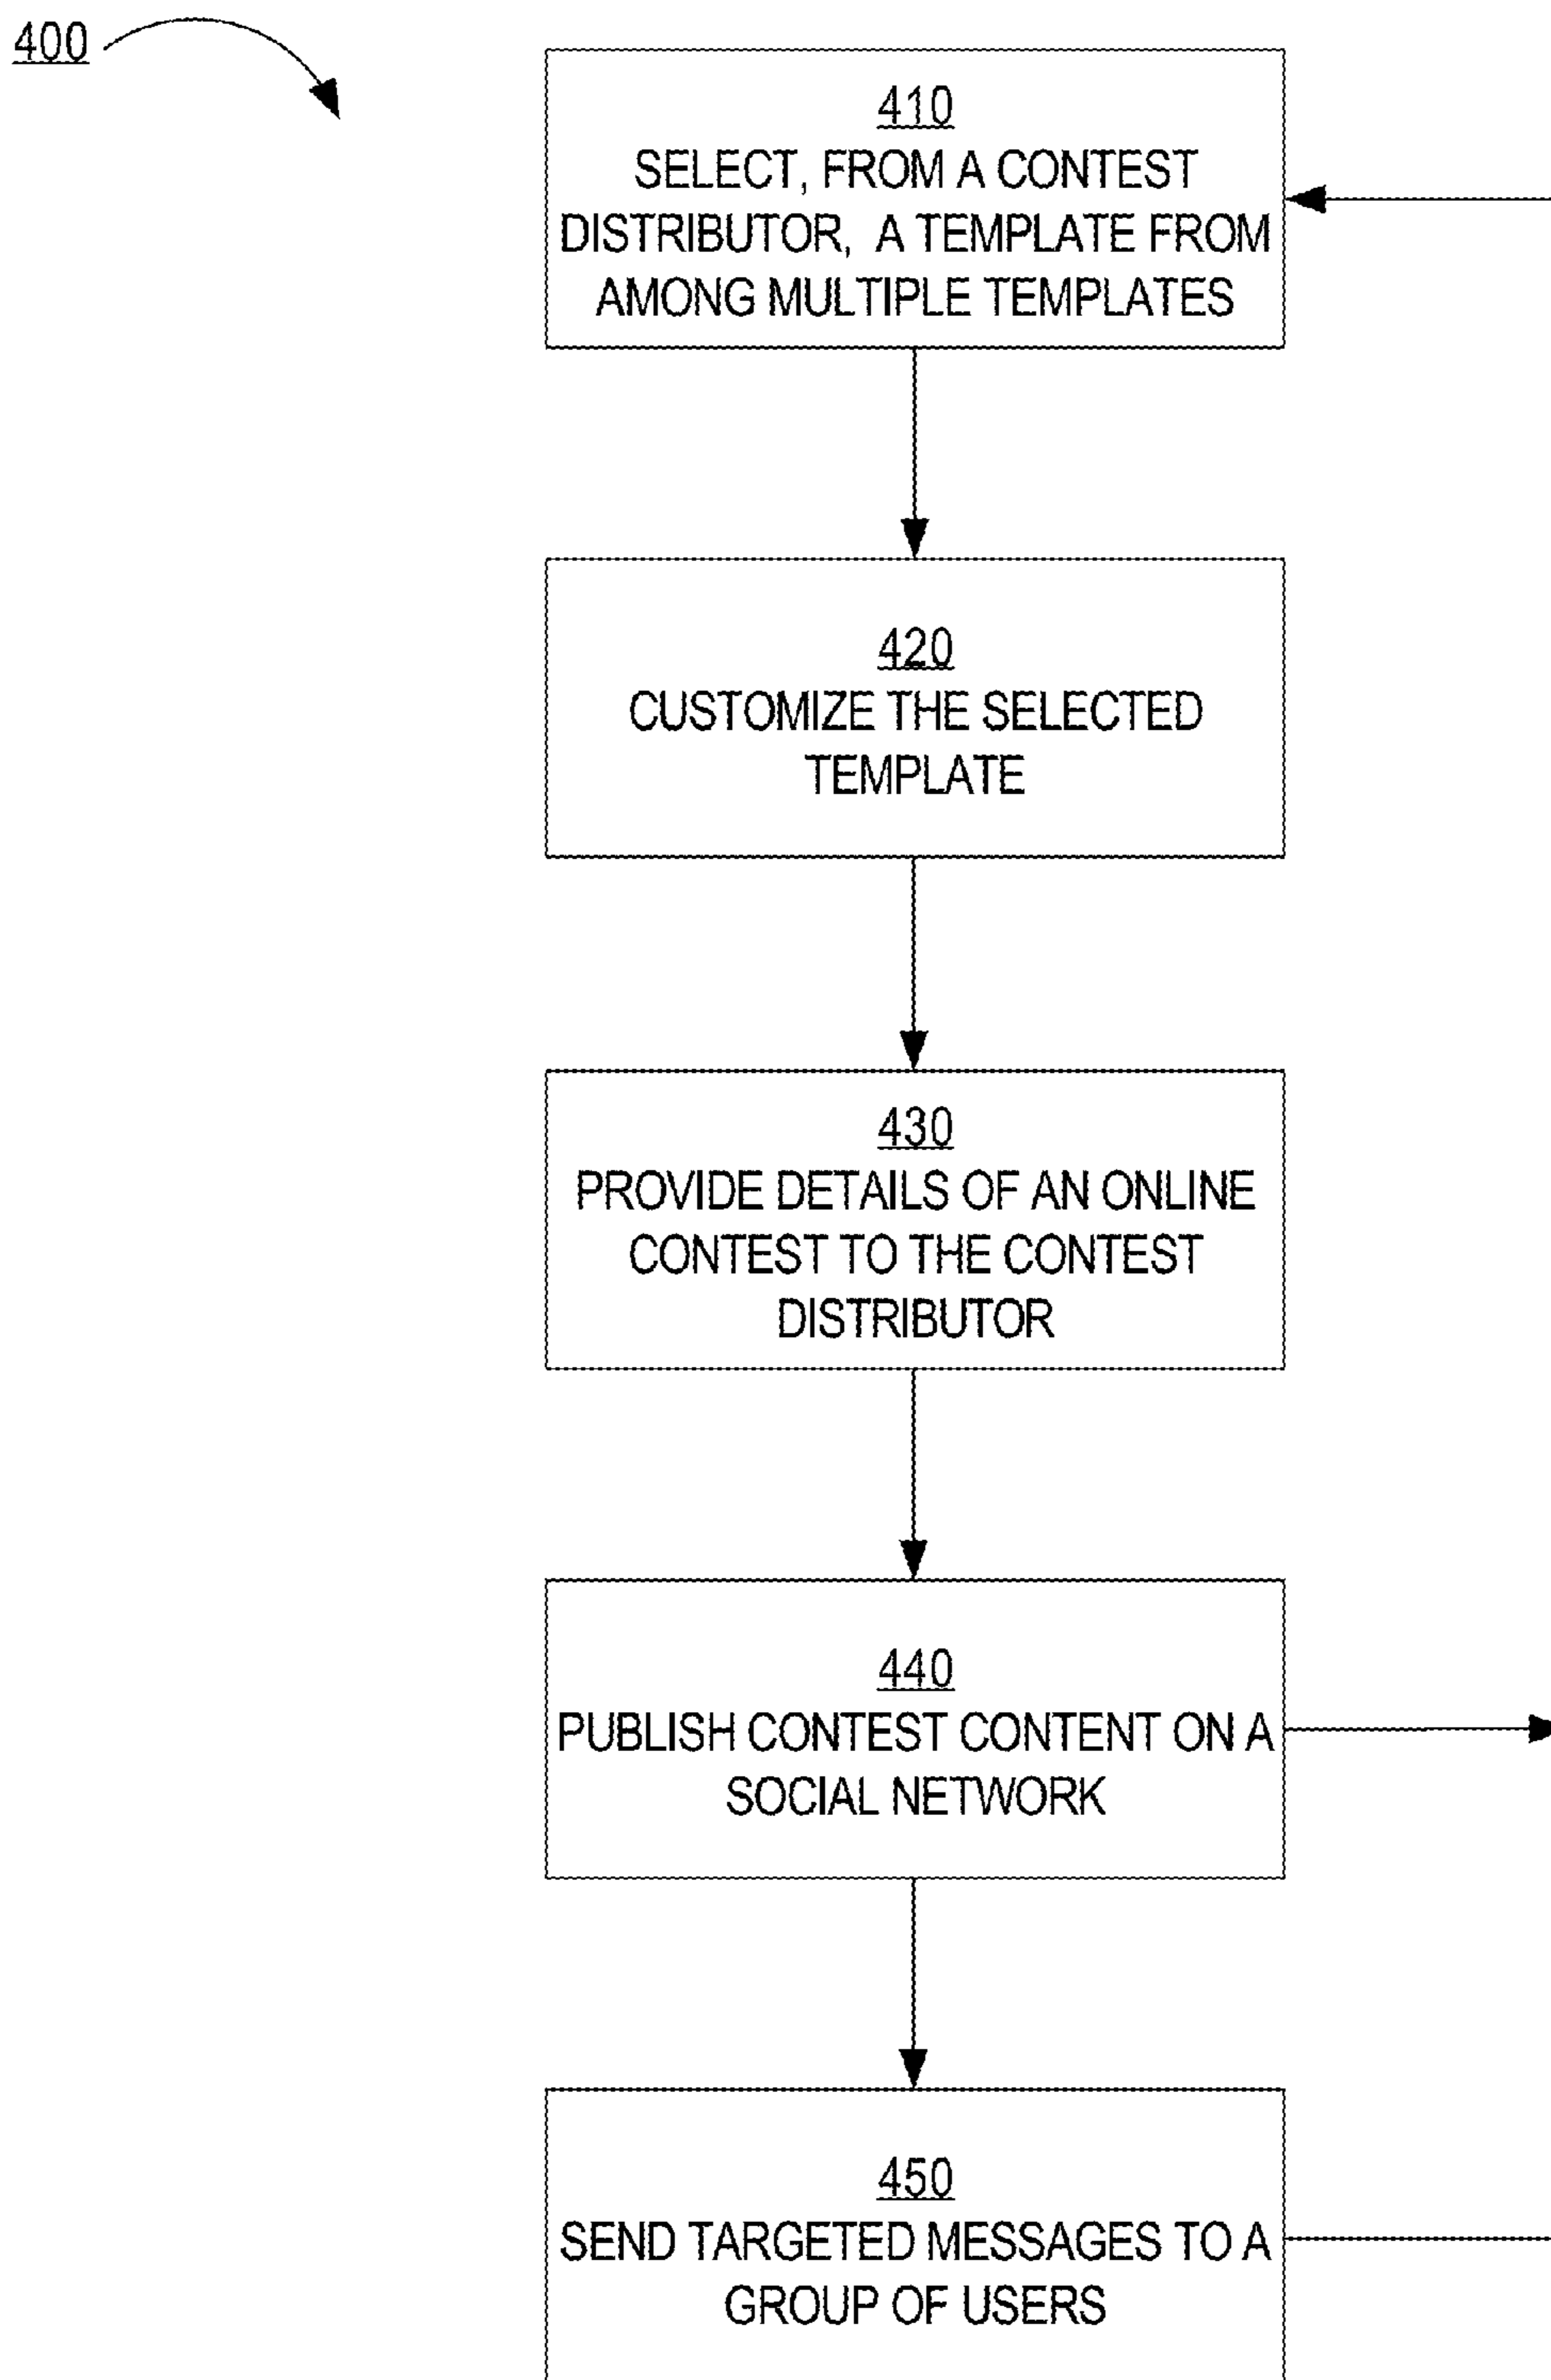 400
410
SELECT, FROM A CONTEST
DISTRIBUTOR, A TEMPLATE FROM
AMONG MULTIPLE TEMPLATES
420
CUSTOMIZE THE SELECTED
TEMPLATE
430
PROVIDE DETAILS OF AN ONLINE
CONTEST TO THE CONTEST
DISTRIBUTOR
440
PUBLISH CONTEST CONTENT ON A
SOCIAL NETWORK
450
SEND TARGETED MESSAGES TO A
GROUP OF USERS